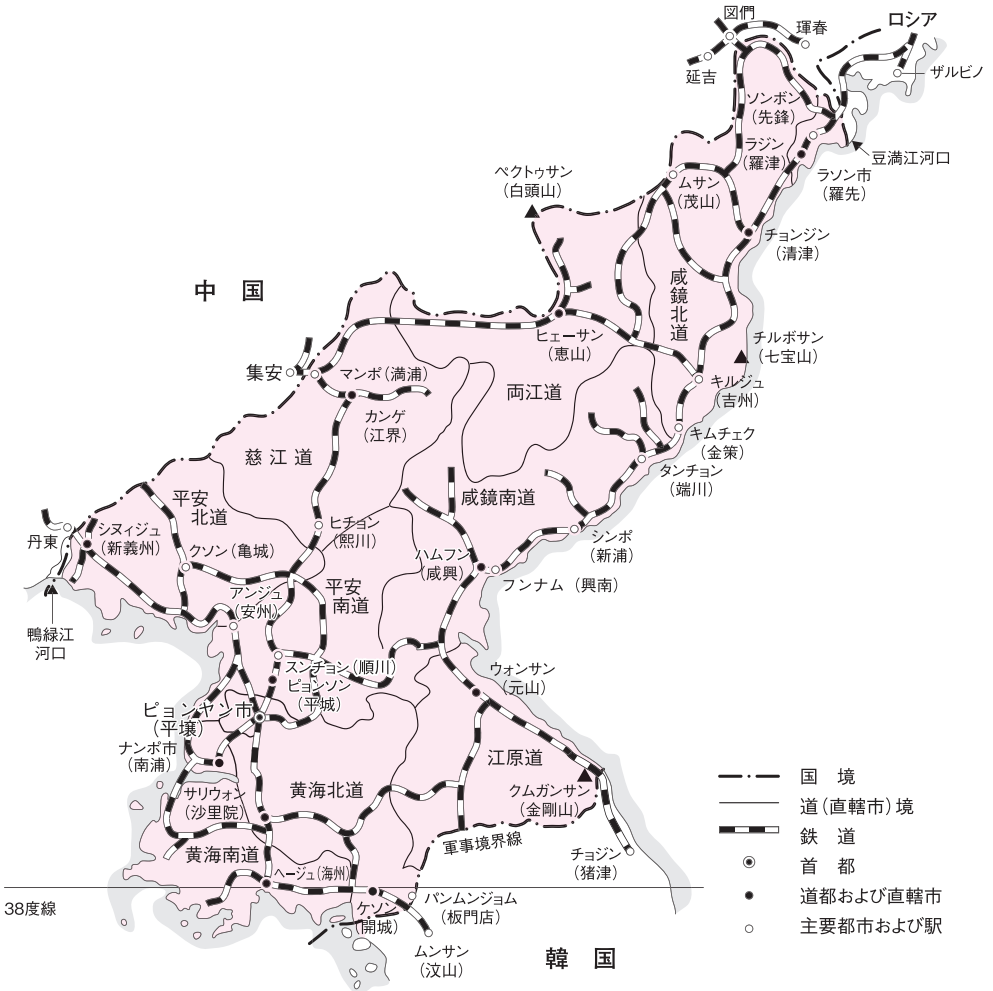 図們
琿春
ロシア
延吉
ザルビノ
ソンボン
(先鋒)
ラジン
(羅津)
豆満江河口
ペクトゥサン
(白頭山)
ムサン
(茂山)
ラソン市
(羅先)
チョンジン
(清津)
中 国
咸鏡北道
ヒェーサン
(恵山)
チルボサン
(七宝山)
集安
マンポ(満浦)
キルジュ
(吉州)
両江道
カンゲ
(江界)
キムチェク
(金策)
慈江道
タンチョン
(端川)
平安
北道
咸鏡南道
シンポ
(新浦)
丹東
シヌィジュ
(新義州)
ヒチョン
(熙川)
クソン(亀城)
ハムフン
(咸興)
フンナム(興南)
アンジュ
(安州)
平安
南道
鴨緑江
河口
スンチョン(順川)
ピョンソン
(平城)
ウォンサン
(元山)
ピョンヤン市
(平壌)
ナンポ市
(南浦)
江原道
サリウォン
(沙里院)
黄海北道
クムガンサン
(金剛山)
軍事境界線
チョジン
(猪津)
黄海南道
ヘージュ(海州)
38度線
ケソン
(開城)
パンムンジョム
(板門店)
ムンサン
(汶山)
韓 国
国 境
道(直轄市)境
鉄 道
首 都
道都および直轄市
主要都市および駅